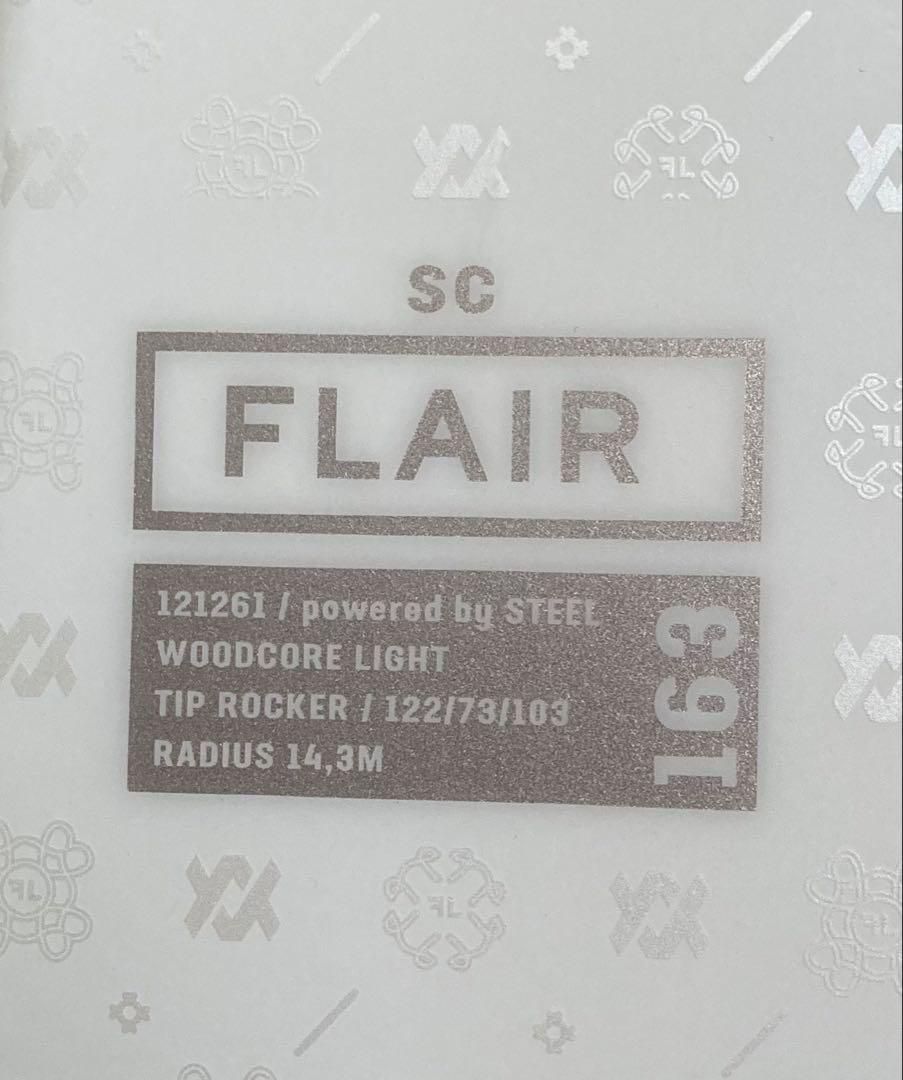 SC
FLAIR
121261 / powered by STEEL
WOODCORE LIGHT
TIP ROCKER / 122/73/103
RADIUS 14,3M
163